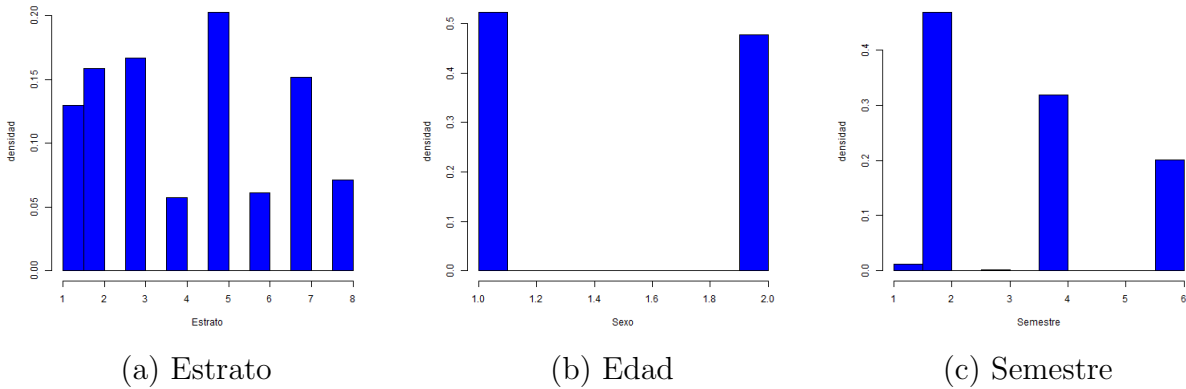 densidad
0.00 0.05 0.10 0.15 0.20
1 2 3 4 5 6 7 8
Estrato
(a) Estrato
densidad
0.0 0.1 0.2 0.3 0.4 0.5
1.0 1.2 1.4 1.6 1.8 2.0
Sexo
(b) Edad
densidad
0.0 0.1 0.2 0.3 0.4
1 2 3 4 5 6
Semestre
(c) Semestre